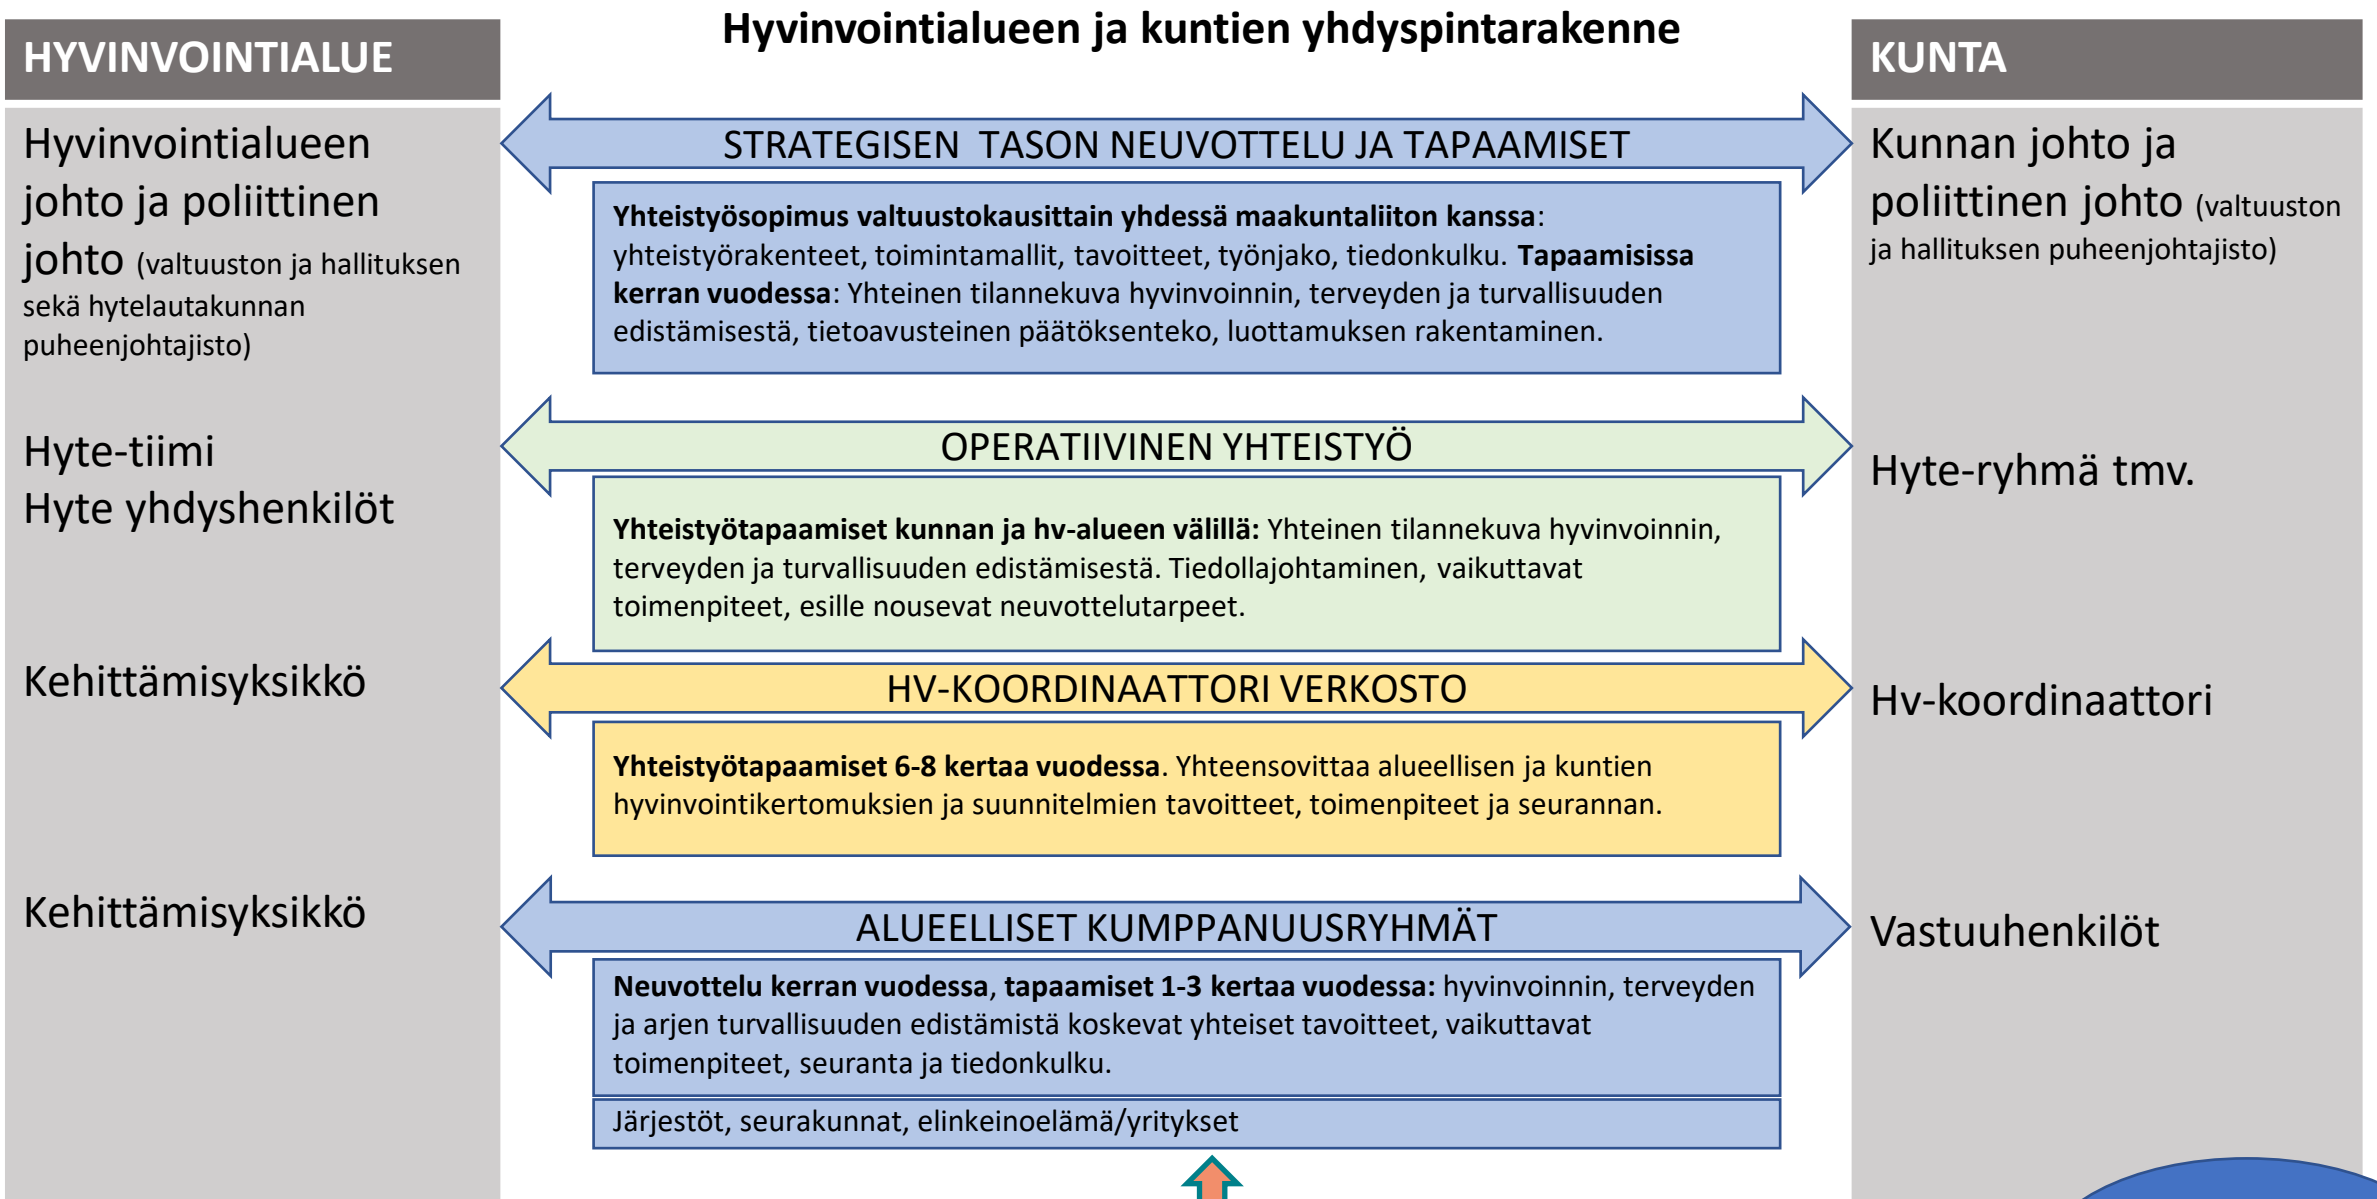 Hyvinvointialueen ja kuntien yhdyspintarakenne
HYVINVOINTIALUE
KUNTA
Hyvinvointialueen
johto ja poliittinen
johto (valtuuston ja hallituksen
sekä hytelautakunnan
puheenjohtajisto)
STRATEGISEN TASON NEUVOTTELU JA TAPAAMISET
Kunnan johto ja
poliittinen johto (valtuuston
ja hallituksen puheenjohtajisto)
Yhteistyösopimus valtuustokausittain yhdessä maakuntaliiton kanssa:
yhteistyörakenteet, toimintamallit, tavoitteet, työnjako, tiedonkulku. Tapaamisissa
kerran vuodessa: Yhteinen tilannekuva hyvinvoinnin, terveyden ja turvallisuuden
edistämisestä, tietoavusteinen päätöksenteko, luottamuksen rakentaminen.
Hyte-tiimi
Hyte yhdyshenkilöt
OPERATIIVINEN YHTEISTYÖ
Hyte-ryhmä tmv.
Yhteistyötapaamiset kunnan ja hv-alueen välillä: Yhteinen tilannekuva hyvinvoinnin,
terveyden ja turvallisuuden edistämisestä. Tiedollajohtaminen, vaikuttavat
toimenpiteet, esille nousevat neuvottelutarpeet.
Kehittämisyksikkö
HV-KOORDINAATTORI VERKOSTO
Hv-koordinaattori
Yhteistyötapaamiset 6-8 kertaa vuodessa. Yhteensovittaa alueellisen ja kuntien
hyvinvointikertomuksien ja suunnitelmien tavoitteet, toimenpiteet ja seurannan.
Kehittämisyksikkö
ALUEELLISET KUMPPANUUSRYHMÄT
Vastuuhenkilöt
Neuvottelu kerran vuodessa, tapaamiset 1-3 kertaa vuodessa: hyvinvoinnin, terveyden
ja arjen turvallisuuden edistämistä koskevat yhteiset tavoitteet, vaikuttavat
toimenpiteet, seuranta ja tiedonkulku.
Järjestöt, seurakunnat, elinkeinoelämä/yritykset